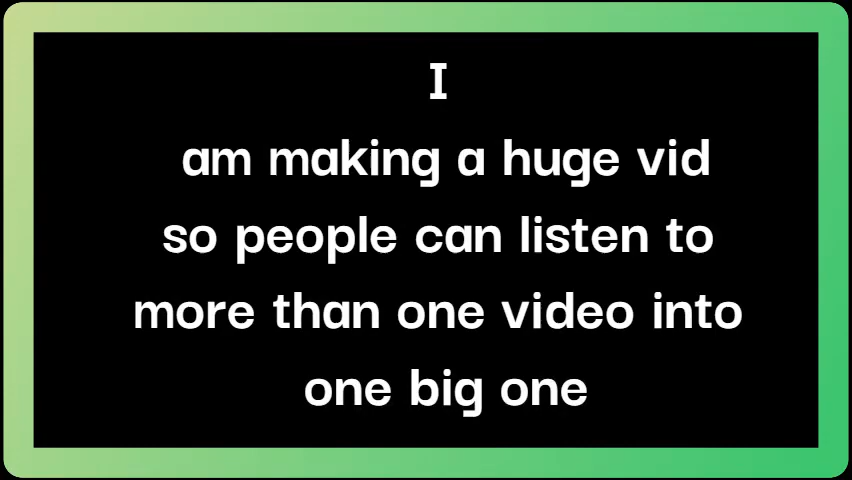 I
am making a huge vid
so people can listen to
more than one video into
one big one